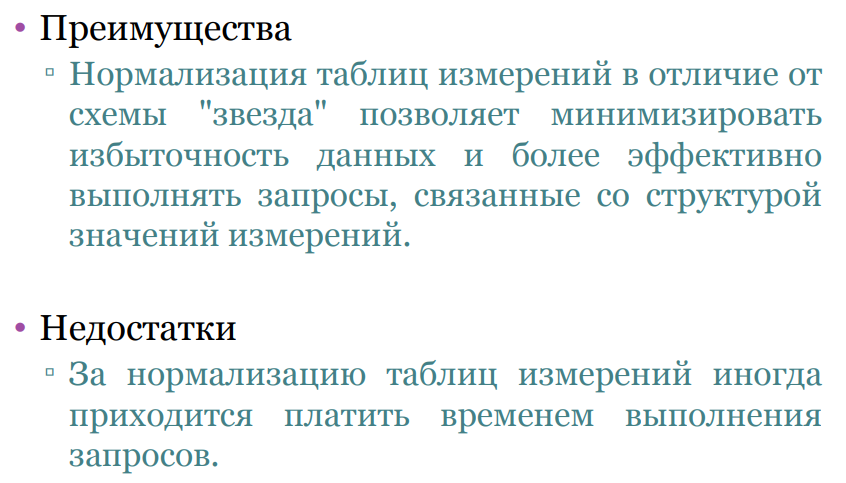 • Преимущества
▫ Нормализация таблиц измерений в отличие от
схемы "звезда" позволяет минимизировать
избыточность данных и более эффективно
выполнять запросы, связанные со структурой
значений измерений.
• Недостатки
▫ За нормализацию таблиц измерений иногда
приходится платить временем выполнения
запросов.